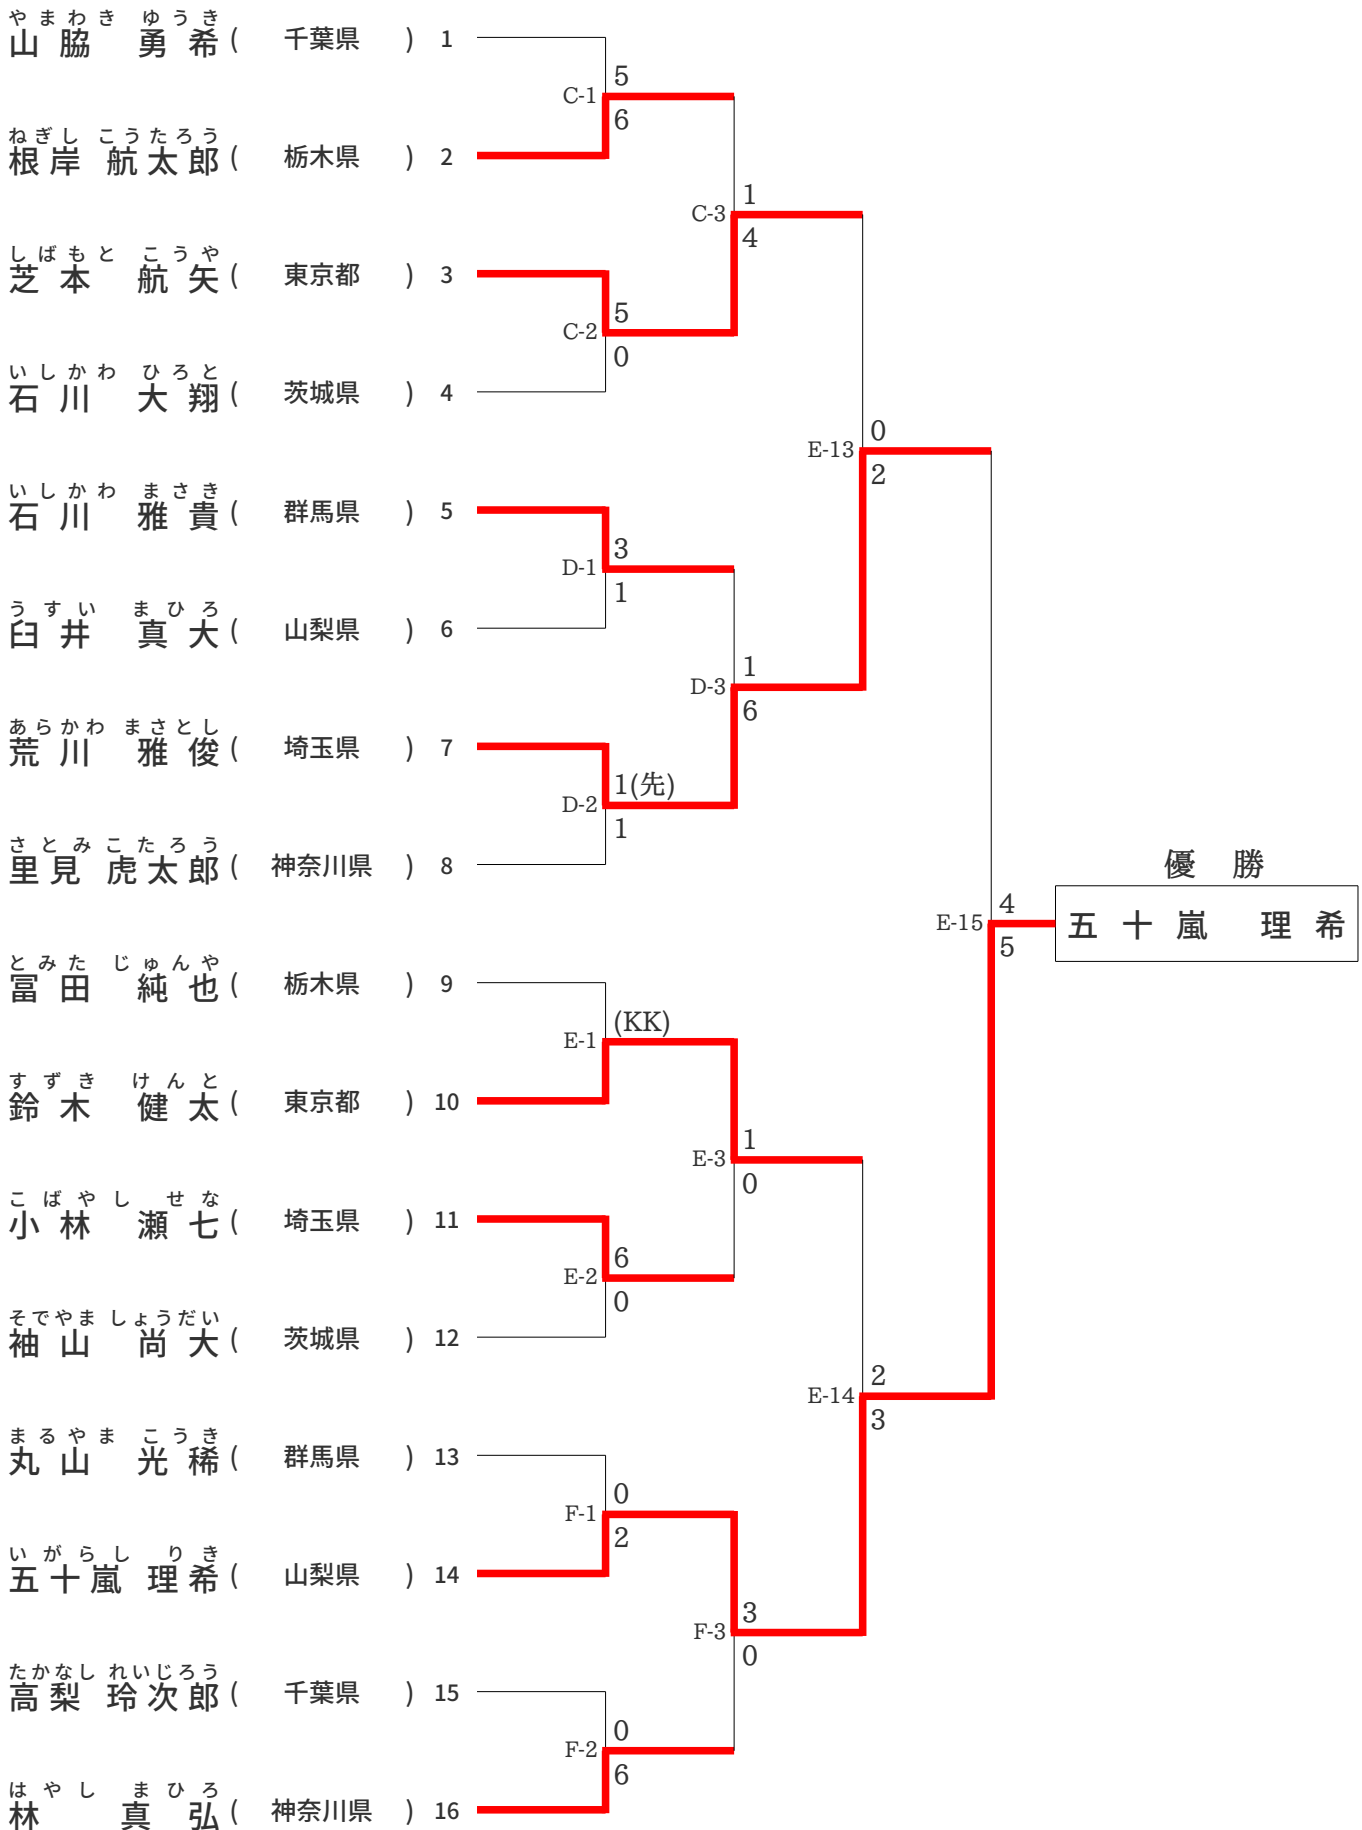 やまわき ゆうき
山脇 勇希 ( 千葉県 ) 1
5
C-1
6
ねぎし こうたろう
根岸 航太郎 ( 栃木県 ) 2
1
C-3
4
しばもと こうや
芝本 航矢 ( 東京都 ) 3
5
C-2
0
いしかわ ひろと
石川 大翔 ( 茨城県 ) 4
0
E-13
2
いしかわ まさき
石川 雅貴 ( 群馬県 ) 5
3
D-1
1
うすい まひろ
臼井 真大 ( 山梨県 ) 6
1
D-3
6
あらかわ まさとし
荒川 雅俊 ( 埼玉県 ) 7
1(先)
D-2
1
さとみ こたろう
里見 虎太郎 ( 神奈川県 ) 8
優 勝
4
E-15 五十嵐 理希
5
とみた じゅんや
冨田 純也 ( 栃木県 ) 9
(KK)
E-1
すずき けんと
鈴木 健太 ( 東京都 ) 10
1
E-3
0
こばやし せな
小林 瀬七 ( 埼玉県 ) 11
6
E-2
0
そでやま しょうだい
袖山 尚大 ( 茨城県 ) 12
2
E-14
3
まるやま こうき
丸山 光稀 ( 群馬県 ) 13
0
F-1
2
いがらし りき
五十嵐 理希 ( 山梨県 ) 14
3
F-3
0
たかなし れいじろう
高梨 玲次郎 ( 千葉県 ) 15
0
F-2
6
はやし まひろ
林 真弘 ( 神奈川県 ) 16